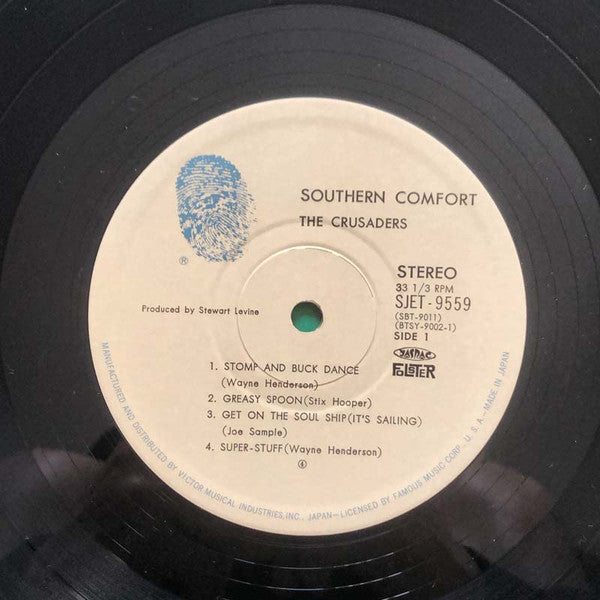 ®
SOUTHERN COMFORT
THE CRUSADERS
STEREO
33 1/3 RPM
SJET-9559
(SBT-9011)
(BTSY-9002-1)
SIDE 1
Produced by Stewart Levine
FOLSTER
1. STOMP AND BUCK DANCE
(Wayne Henderson)
2. GREASY SPOON(Stix Hooper)
3. GET ON THE SOUL SHIP(IT'S SAILING)
(Joe Sample)
4. SUPER-STUFF(Wayne Henderson)
MANUFACTURED AND DISTRIBUTED BY VICTOR MUSICAL INDUSTRIES, INC., JAPAN—LICENSED BY FAMOUS MUSIC CORP.-U.S.A.-MADE IN JAPAN